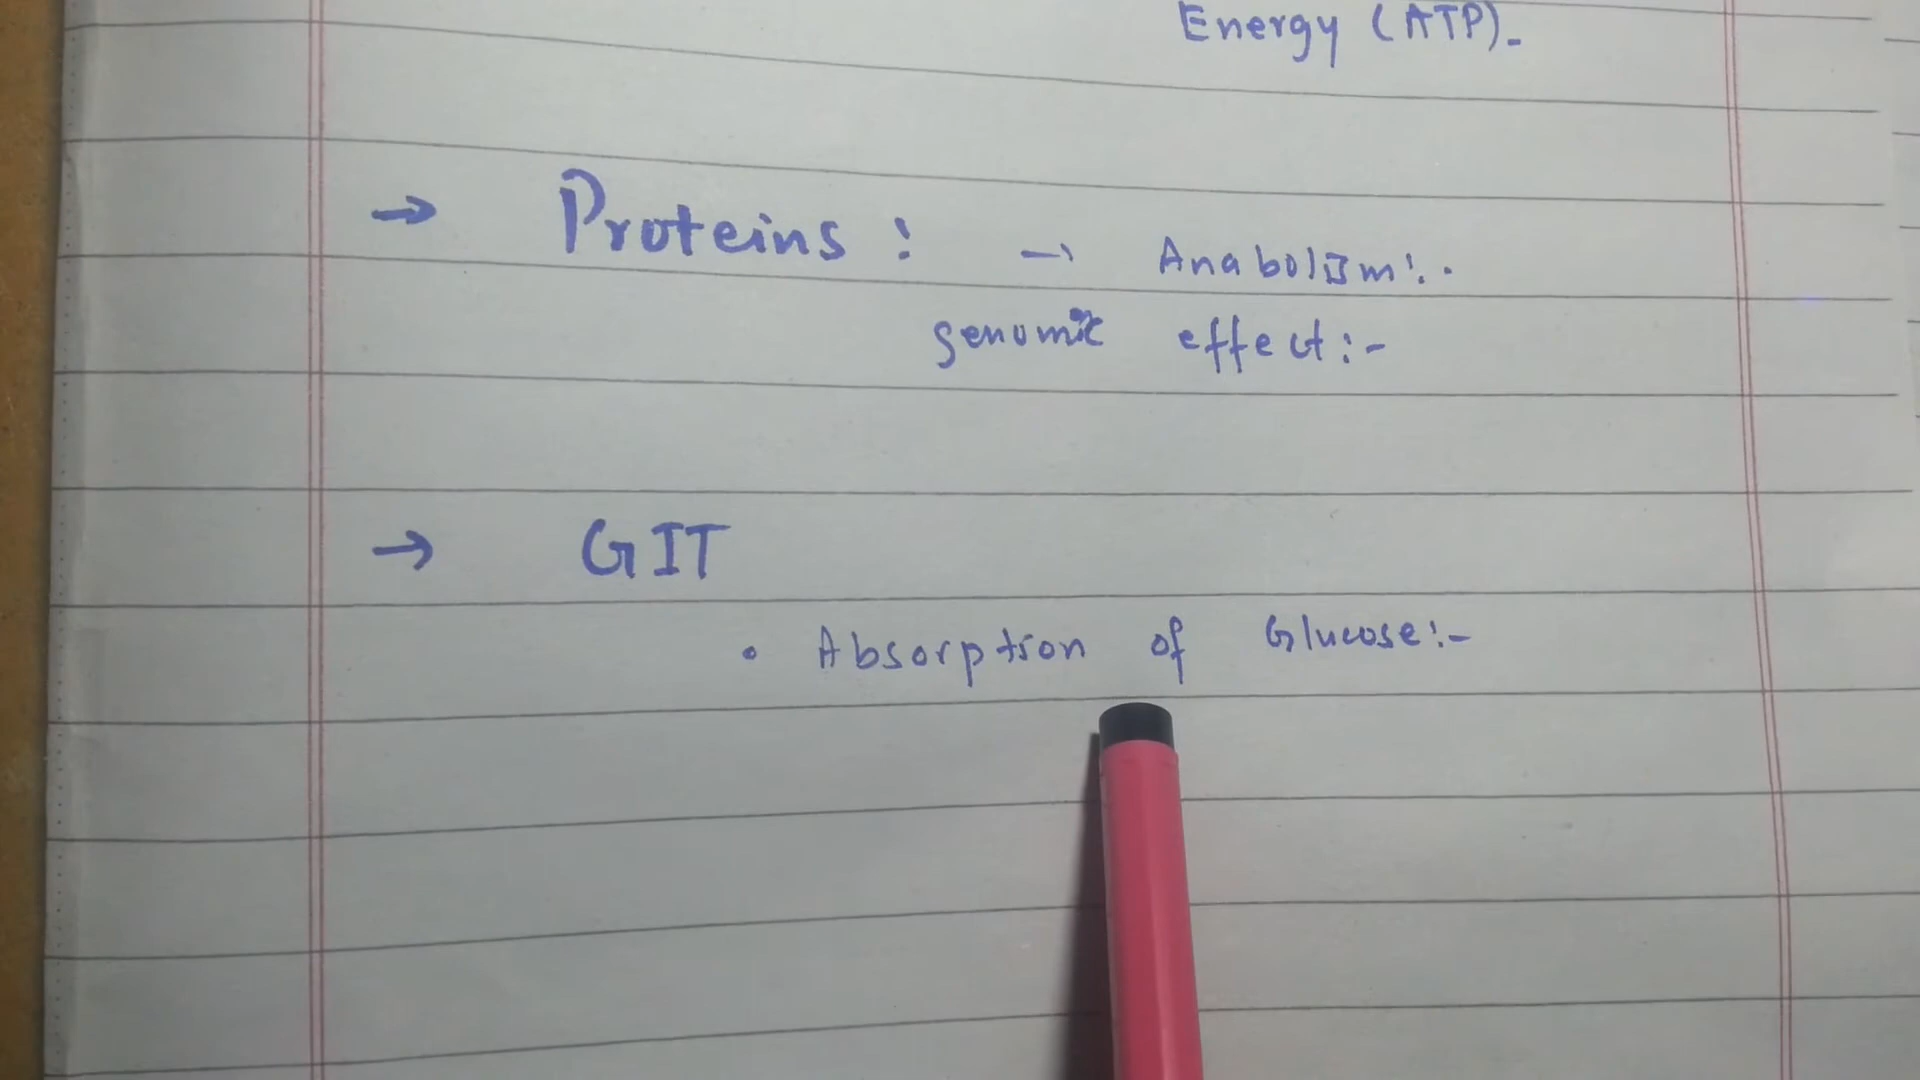 Energy (ATP).
→ Proteins : → Anabolism :.
genomic effect :-
→ GIT
• Absorption of Glucose :-